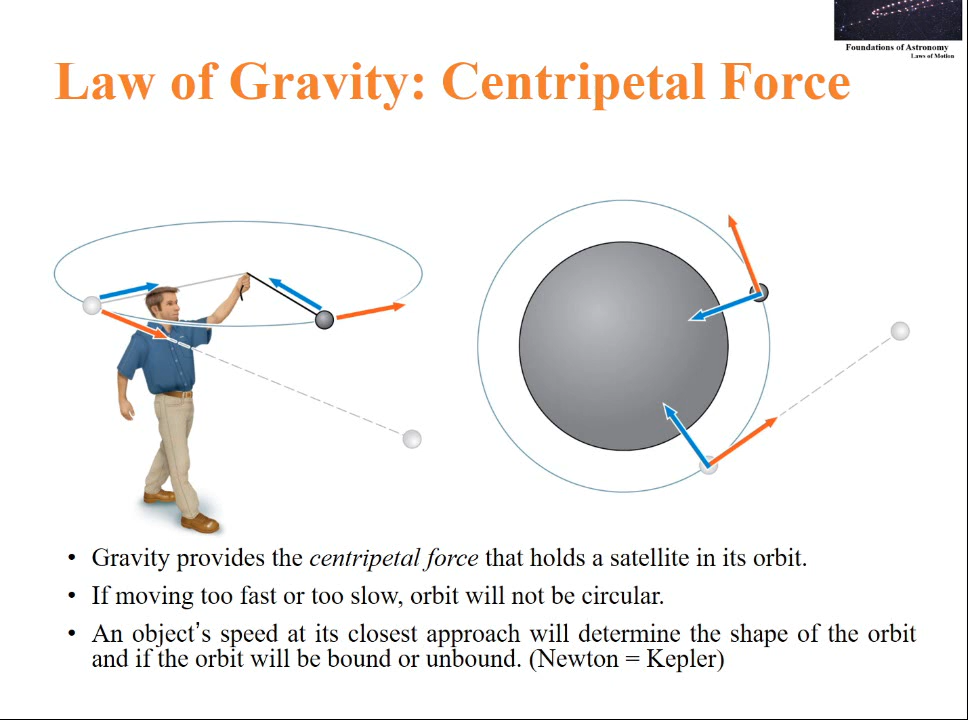 Foundations of Astronomy
Laws of Motion
Law of Gravity: Centripetal Force
• Gravity provides the centripetal force that holds a satellite in its orbit.
• If moving too fast or too slow, orbit will not be circular.
• An object’s speed at its closest approach will determine the shape of the orbit
and if the orbit will be bound or unbound. (Newton = Kepler)